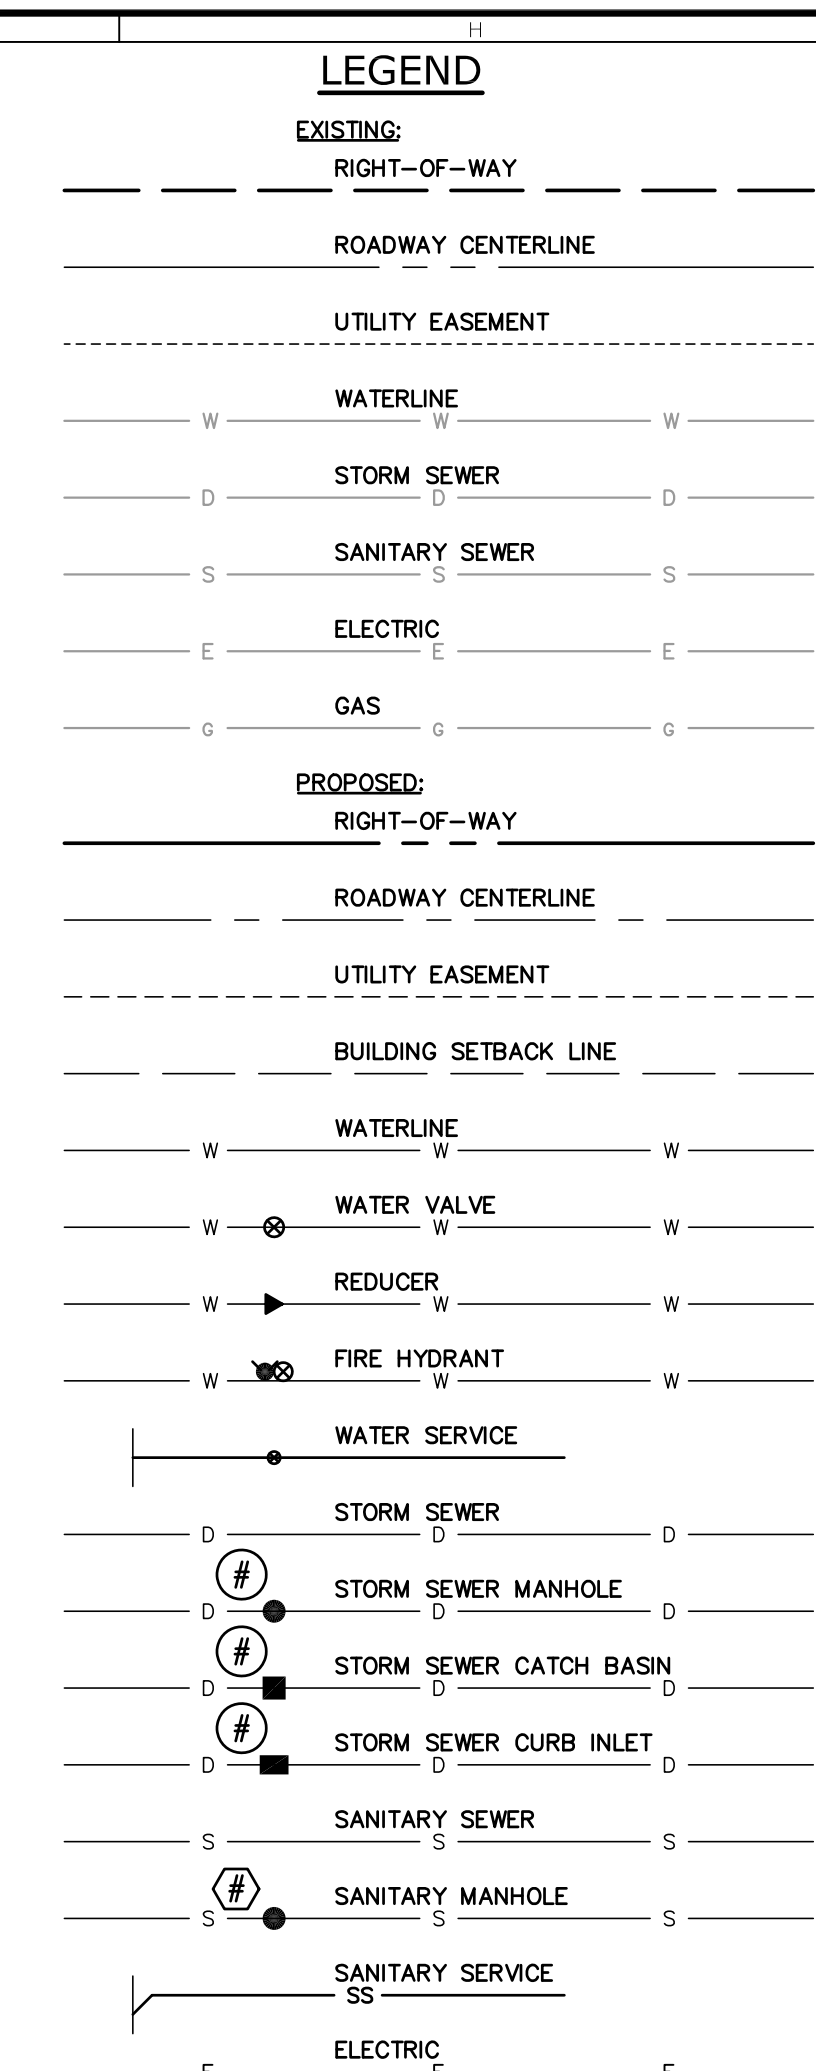 H
LEGEND
EXISTING:
RIGHT-OF-WAY
ROADWAY CENTERLINE
UTILITY EASEMENT
WATERLINE
W W W
STORM SEWER
D D D
SANITARY SEWER
S S S
ELECTRIC
E E E
GAS
G G G
PROPOSED:
RIGHT-OF-WAY
ROADWAY CENTERLINE
UTILITY EASEMENT
BUILDING SETBACK LINE
WATERLINE
W W W
WATER VALVE
W W W
REDUCER
W W W
FIRE HYDRANT
W W W
WATER SERVICE
STORM SEWER
D D D
#
STORM SEWER MANHOLE
D D D
#
STORM SEWER CATCH BASIN
D D D
#
STORM SEWER CURB INLET
D D D
SANITARY SEWER
S S S
#
SANITARY MANHOLE
S S S
SANITARY SERVICE
SS
ELECTRIC